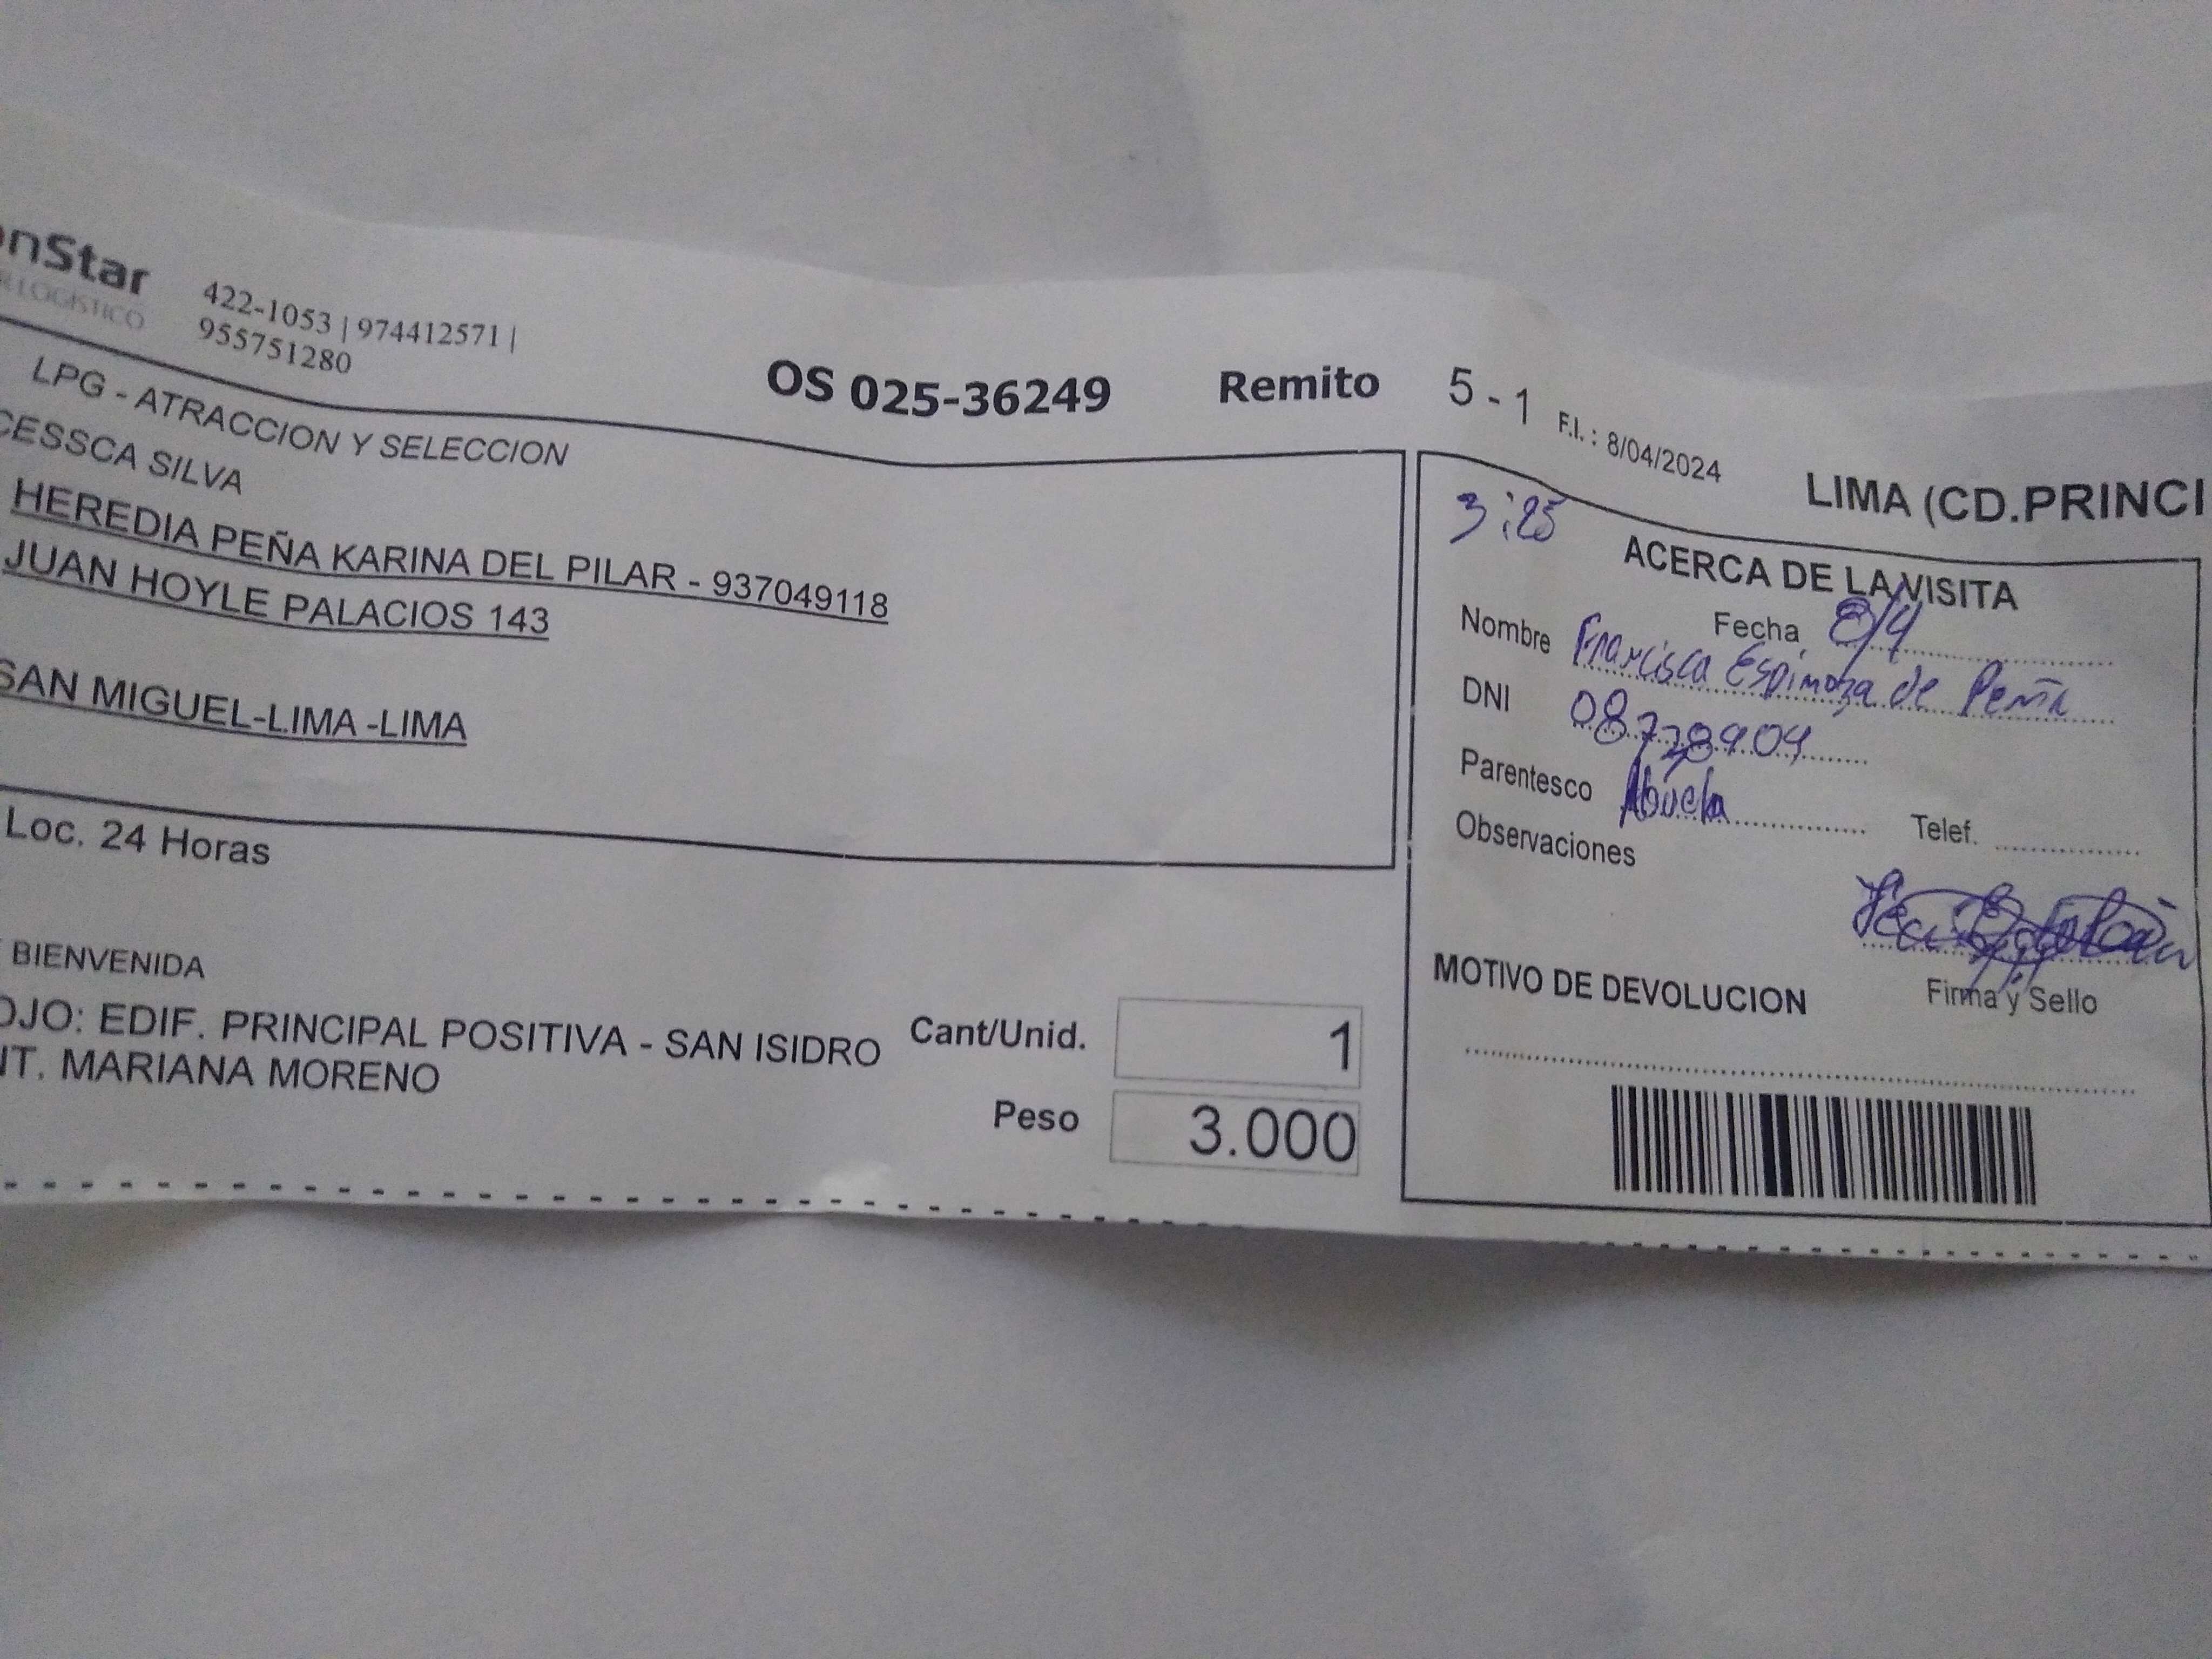 onStar
LOGISTICO
422-1053 | 974412571 |
955751280
OS 025-36249 Remito 5 - 1 F.I. : 8/04/2024 LIMA (CD.PRINCI
LPG - ATRACCION Y SELECCION
CESSCA SILVA
HEREDIA PEÑA KARINA DEL PILAR - 937049118
JUAN HOYLE PALACIOS 143
SAN MIGUEL-LIMA -LIMA
Loc. 24 Horas
BIENVENIDA
OJO: EDIF. PRINCIPAL POSITIVA - SAN ISIDRO
NT. MARIANA MORENO
Cant/Unid. 1
Peso 3.000
3:25
ACERCA DE LA VISITA
Fecha 8/4
Nombre Francisca Espinoza de Peña
DNI
Parentesco Abuela
Telef.
Observaciones
Firma y Sello
MOTIVO DE DEVOLUCION